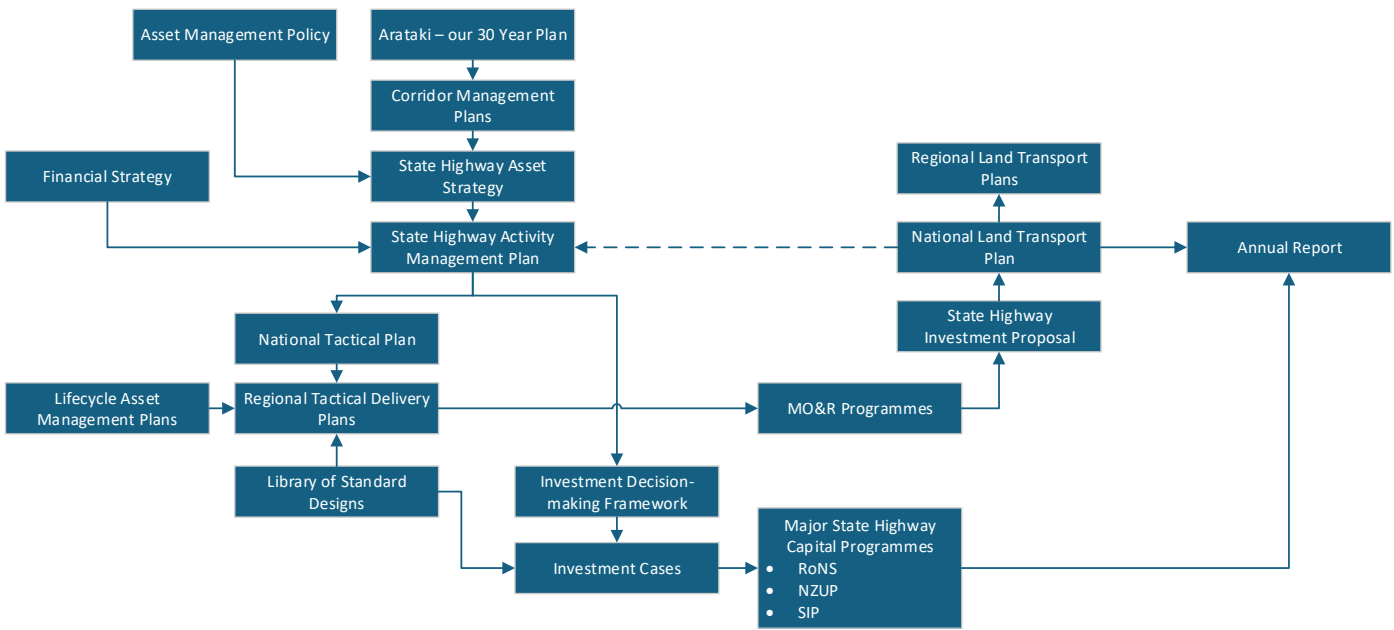 Asset Management Policy
Arataki – our 30 Year Plan
Corridor Management
Plans
Financial Strategy
State Highway Asset
Strategy
State Highway Activity
Management Plan
Regional Land Transport
Plans
National Land Transport
Plan
Annual Report
State Highway
Investment Proposal
National Tactical Plan
Lifecycle Asset
Management Plans
Regional Tactical Delivery
Plans
MO&R Programmes
Library of Standard
Designs
Investment Decision-
making Framework
Investment Cases
Major State Highway
Capital Programmes
• RoNS
• NZUP
• SIP